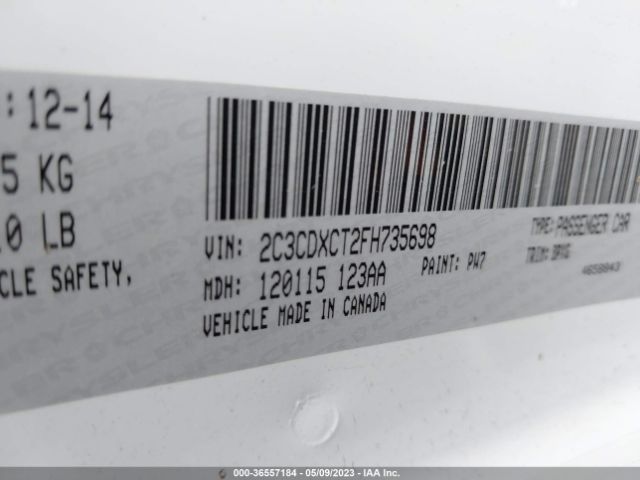 : 12-14
5 KG
0 LB
CLE SAFETY,
VIN: 2C3CDXCT2FH735698
TYPE: PASSENGER CAR
MDH: 120115 123AA
PAINT: PW7
TRIM:
VEHICLE MADE IN CANADA
000-36557184 - 05/09/2023 - IAA Inc.